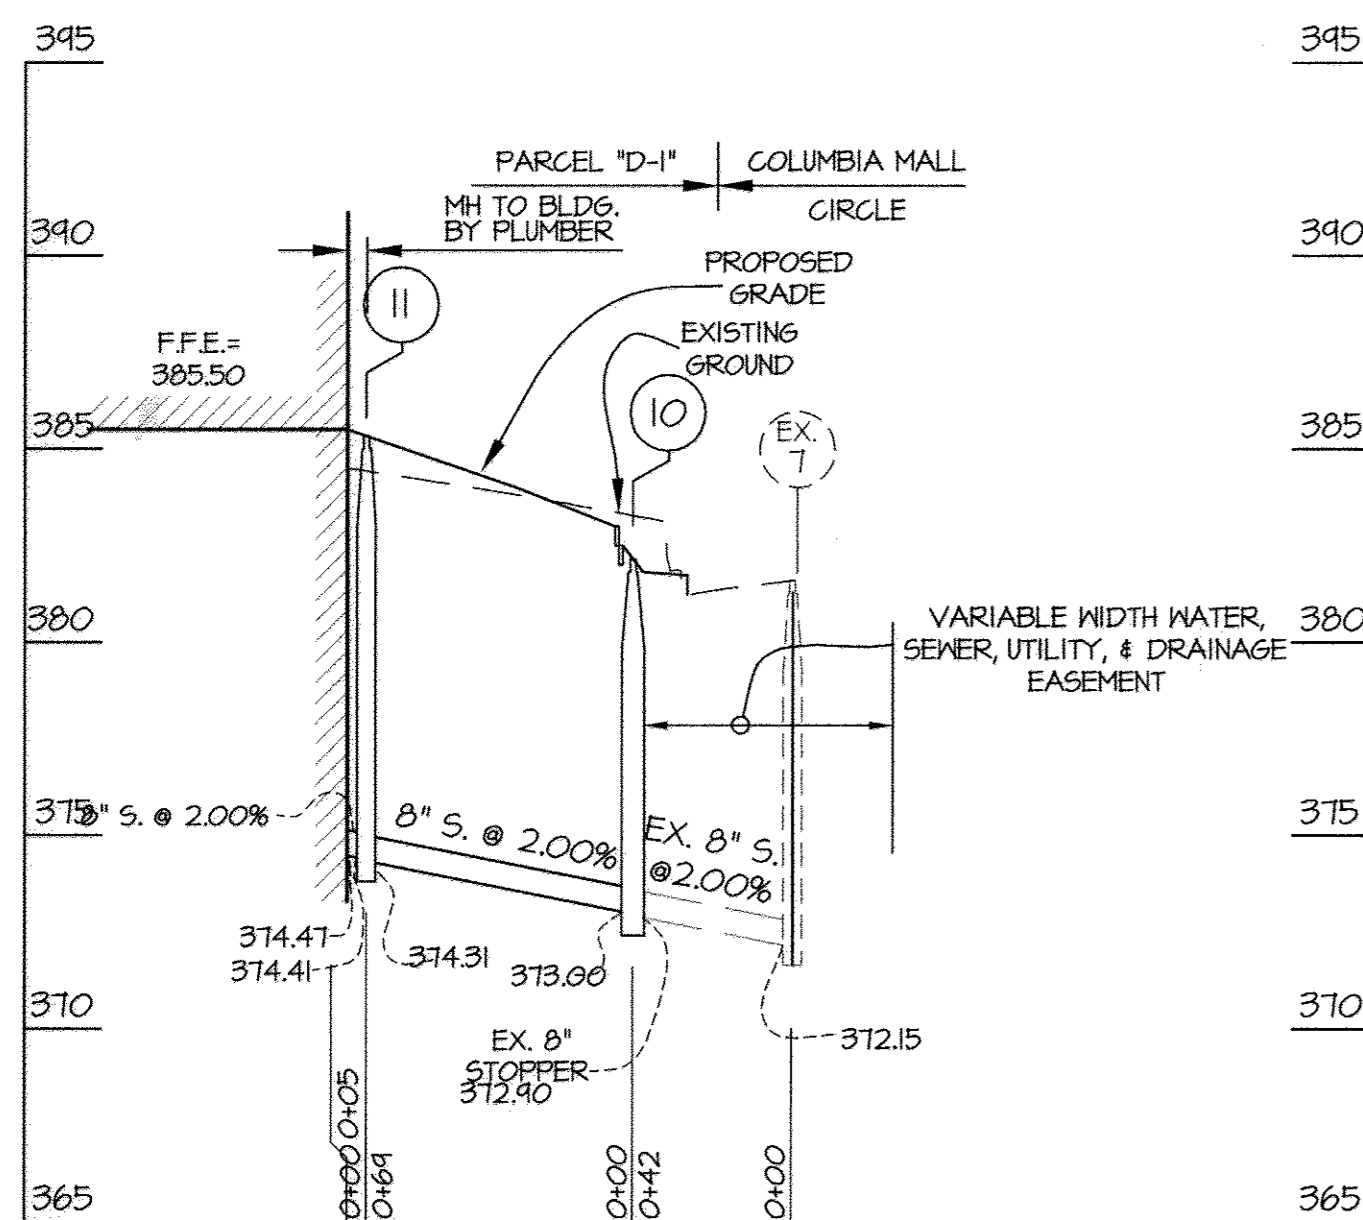 395
395
PARCEL "D-1"
COLUMBIA MALL
CIRCLE
MH TO BLDG.
BY PLUMBER
390
390
PROPOSED
GRADE
11
EXISTING
GROUND
F.F.E.=
385.50
10
EX.
7
385
385
380
380
VARIABLE WIDTH WATER,
SEWER, UTILITY, & DRAINAGE
EASEMENT
375
8" S. @ 2.00%
8" S. @ 2.00%
EX. 8" S.
@2.00%
375
374.47
374.41
374.31
373.00
370
370
EX. 8"
STOPPER
372.90
372.15
0+00
0+05
0+69
0+00
0+42
0+00
365
365